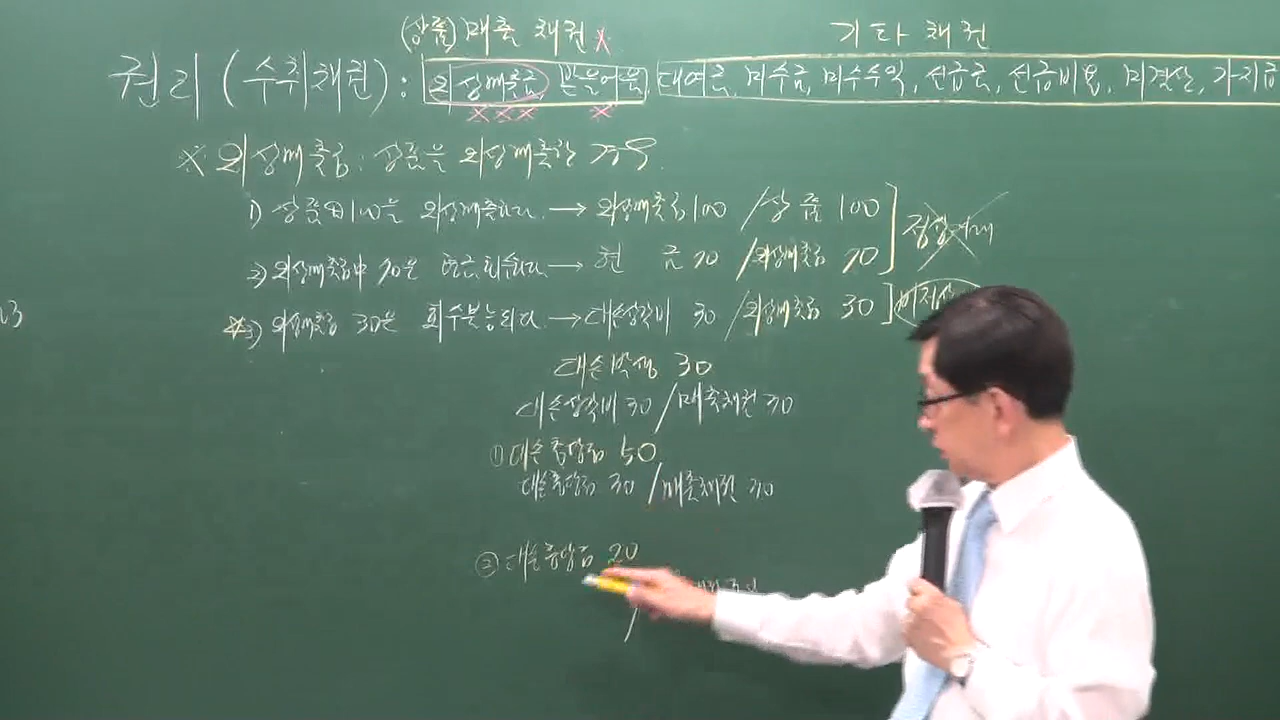 (상품) 매출 채권 X 기 타 채 권
권리 (수취채권) : 외상매출금, 받을어음, 대여금, 미수금, 미수수익, 선급금, 선급비용, 미결산, 가지급
XXX X
※ 외상매출금 : 상품을 외상매출한 경우.
1) 상품 ₩100을 외상매출하다. → 외상매출금 100 / 상 품 100
2) 외상매출금中 70은 현금회수하다 → 현 금 70 / 외상매출금 70
☆3) 외상매출금 30은 회수불능되다. → 대손상각비 30 / 외상매출금 30
대손발생 30
대손상각비 30 / 매출채권 30
① 대손충당금 50
대손충당금 30 / 매출채권 30
② 대손충당금 20
/